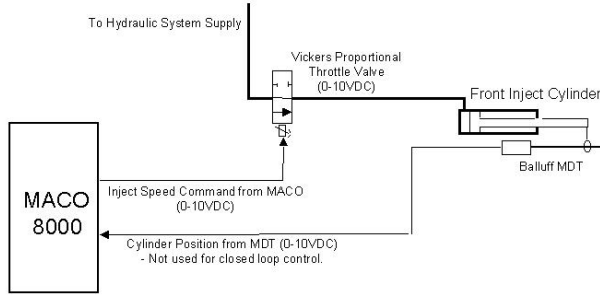 To Hydraulic System Supply
Vickers Proportional
Throttle Valve
(0-10VDC)
Front Inject Cylinder
Balluff MDT
MACO
8000
Inject Speed Command from MACO
(0-10VDC)
Cylinder Position from MDT (0-10VDC)
- Not used for closed loop control.